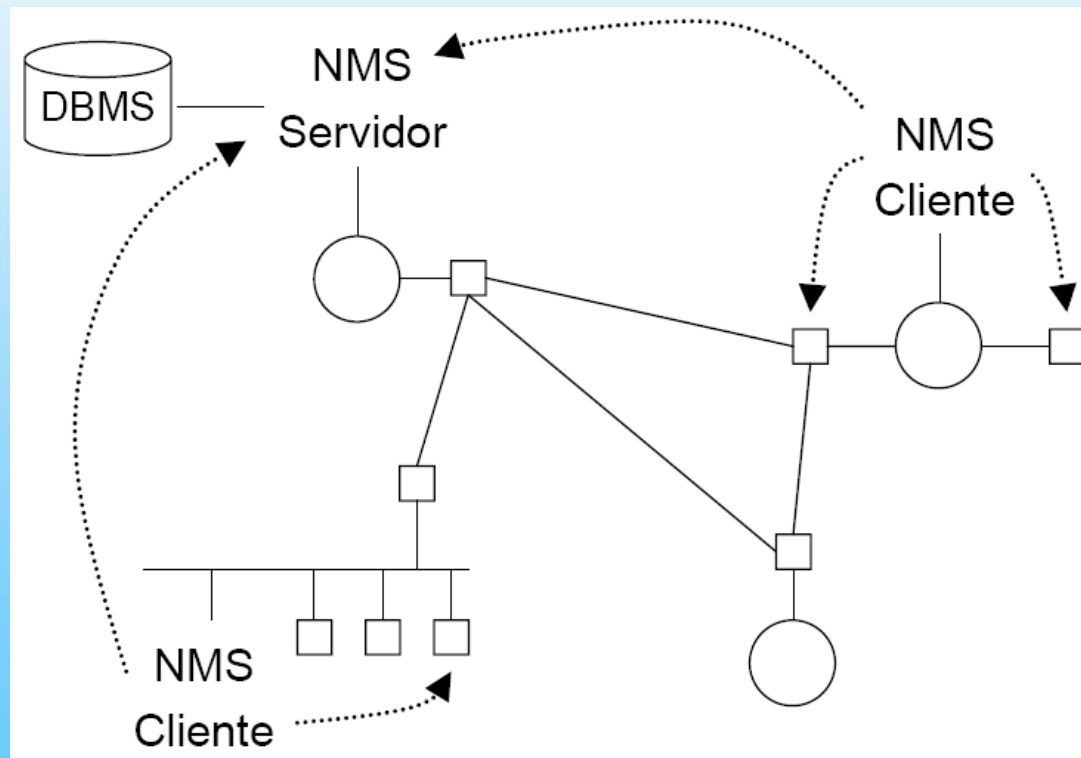 DBMS
NMS
Servidor
NMS
Cliente
NMS
Cliente